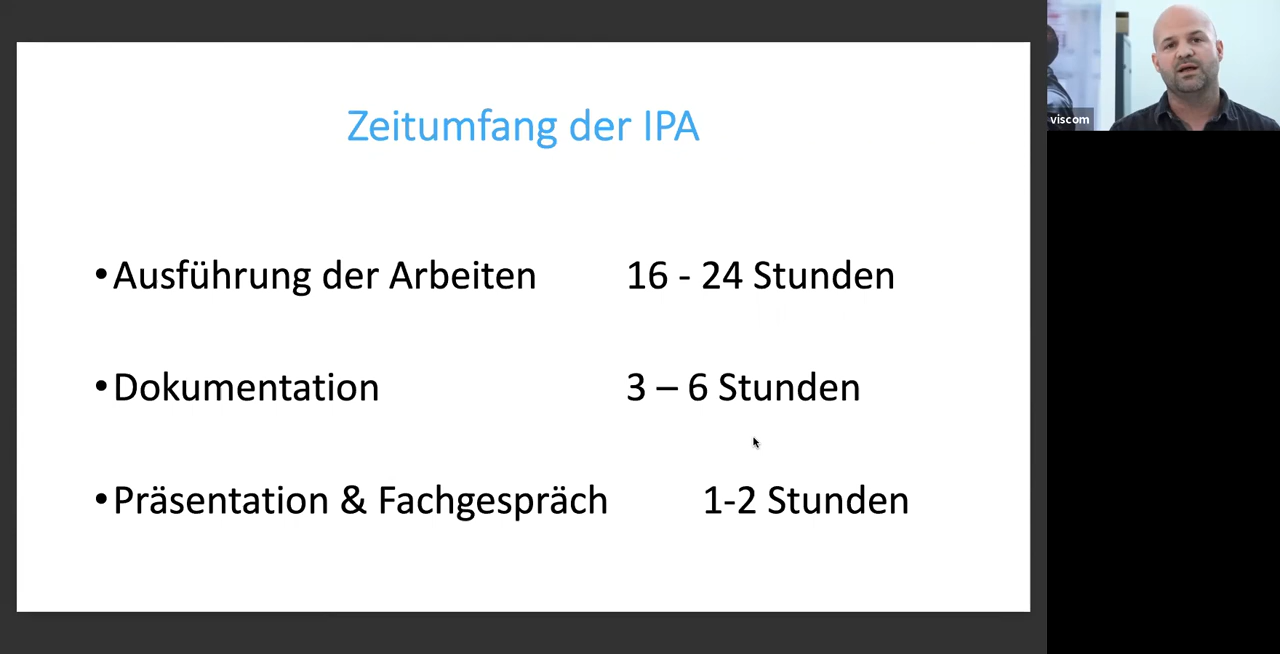 Zeitumfang der IPA
•Ausführung der Arbeiten 16 - 24 Stunden
•Dokumentation 3 – 6 Stunden
•Präsentation & Fachgespräch 1-2 Stunden
viscom